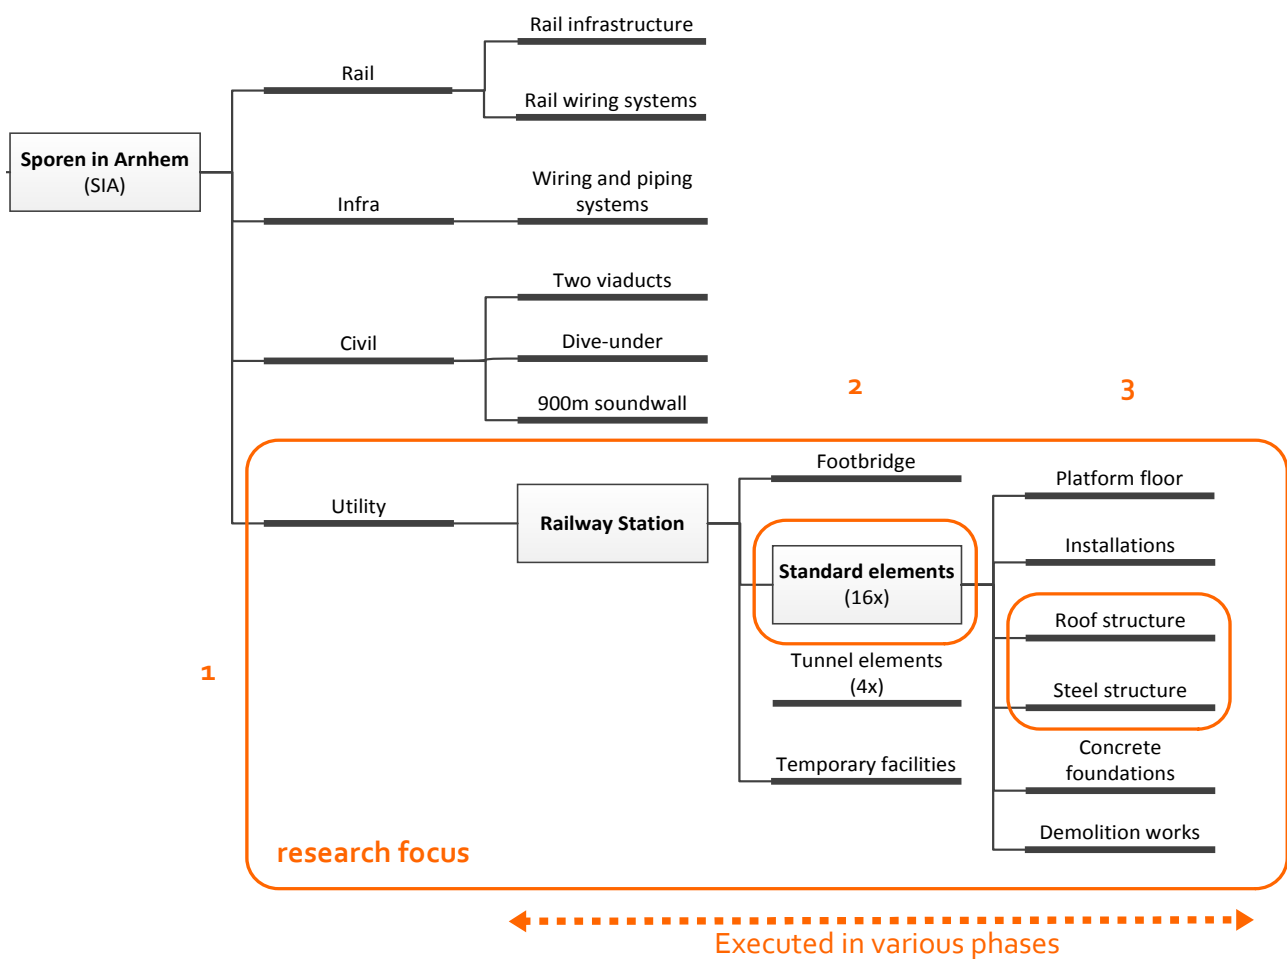 Rail infrastructure
Rail
Rail wiring systems
Sporen in Arnhem
(SIA)
Wiring and piping
systems
Infra
Two viaducts
Civil
Dive-under
900m soundwall
2
3
Footbridge
Platform floor
Utility
Railway Station
Installations
Standard elements
(16x)
Roof structure
1
Tunnel elements
(4x)
Steel structure
Concrete
foundations
Temporary facilities
Demolition works
research focus
Executed in various phases